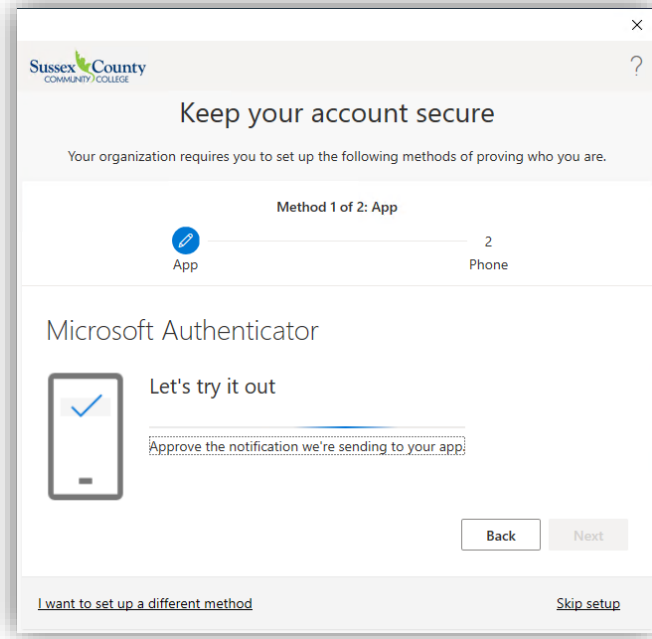 Sussex County
COMMUNITY COLLEGE
?
Keep your account secure
Your organization requires you to set up the following methods of proving who you are.
Method 1 of 2: App
2
App
Phone
Microsoft Authenticator
Let's try it out
Approve the notification we're sending to your app.
Back
Next
I want to set up a different method
Skip setup